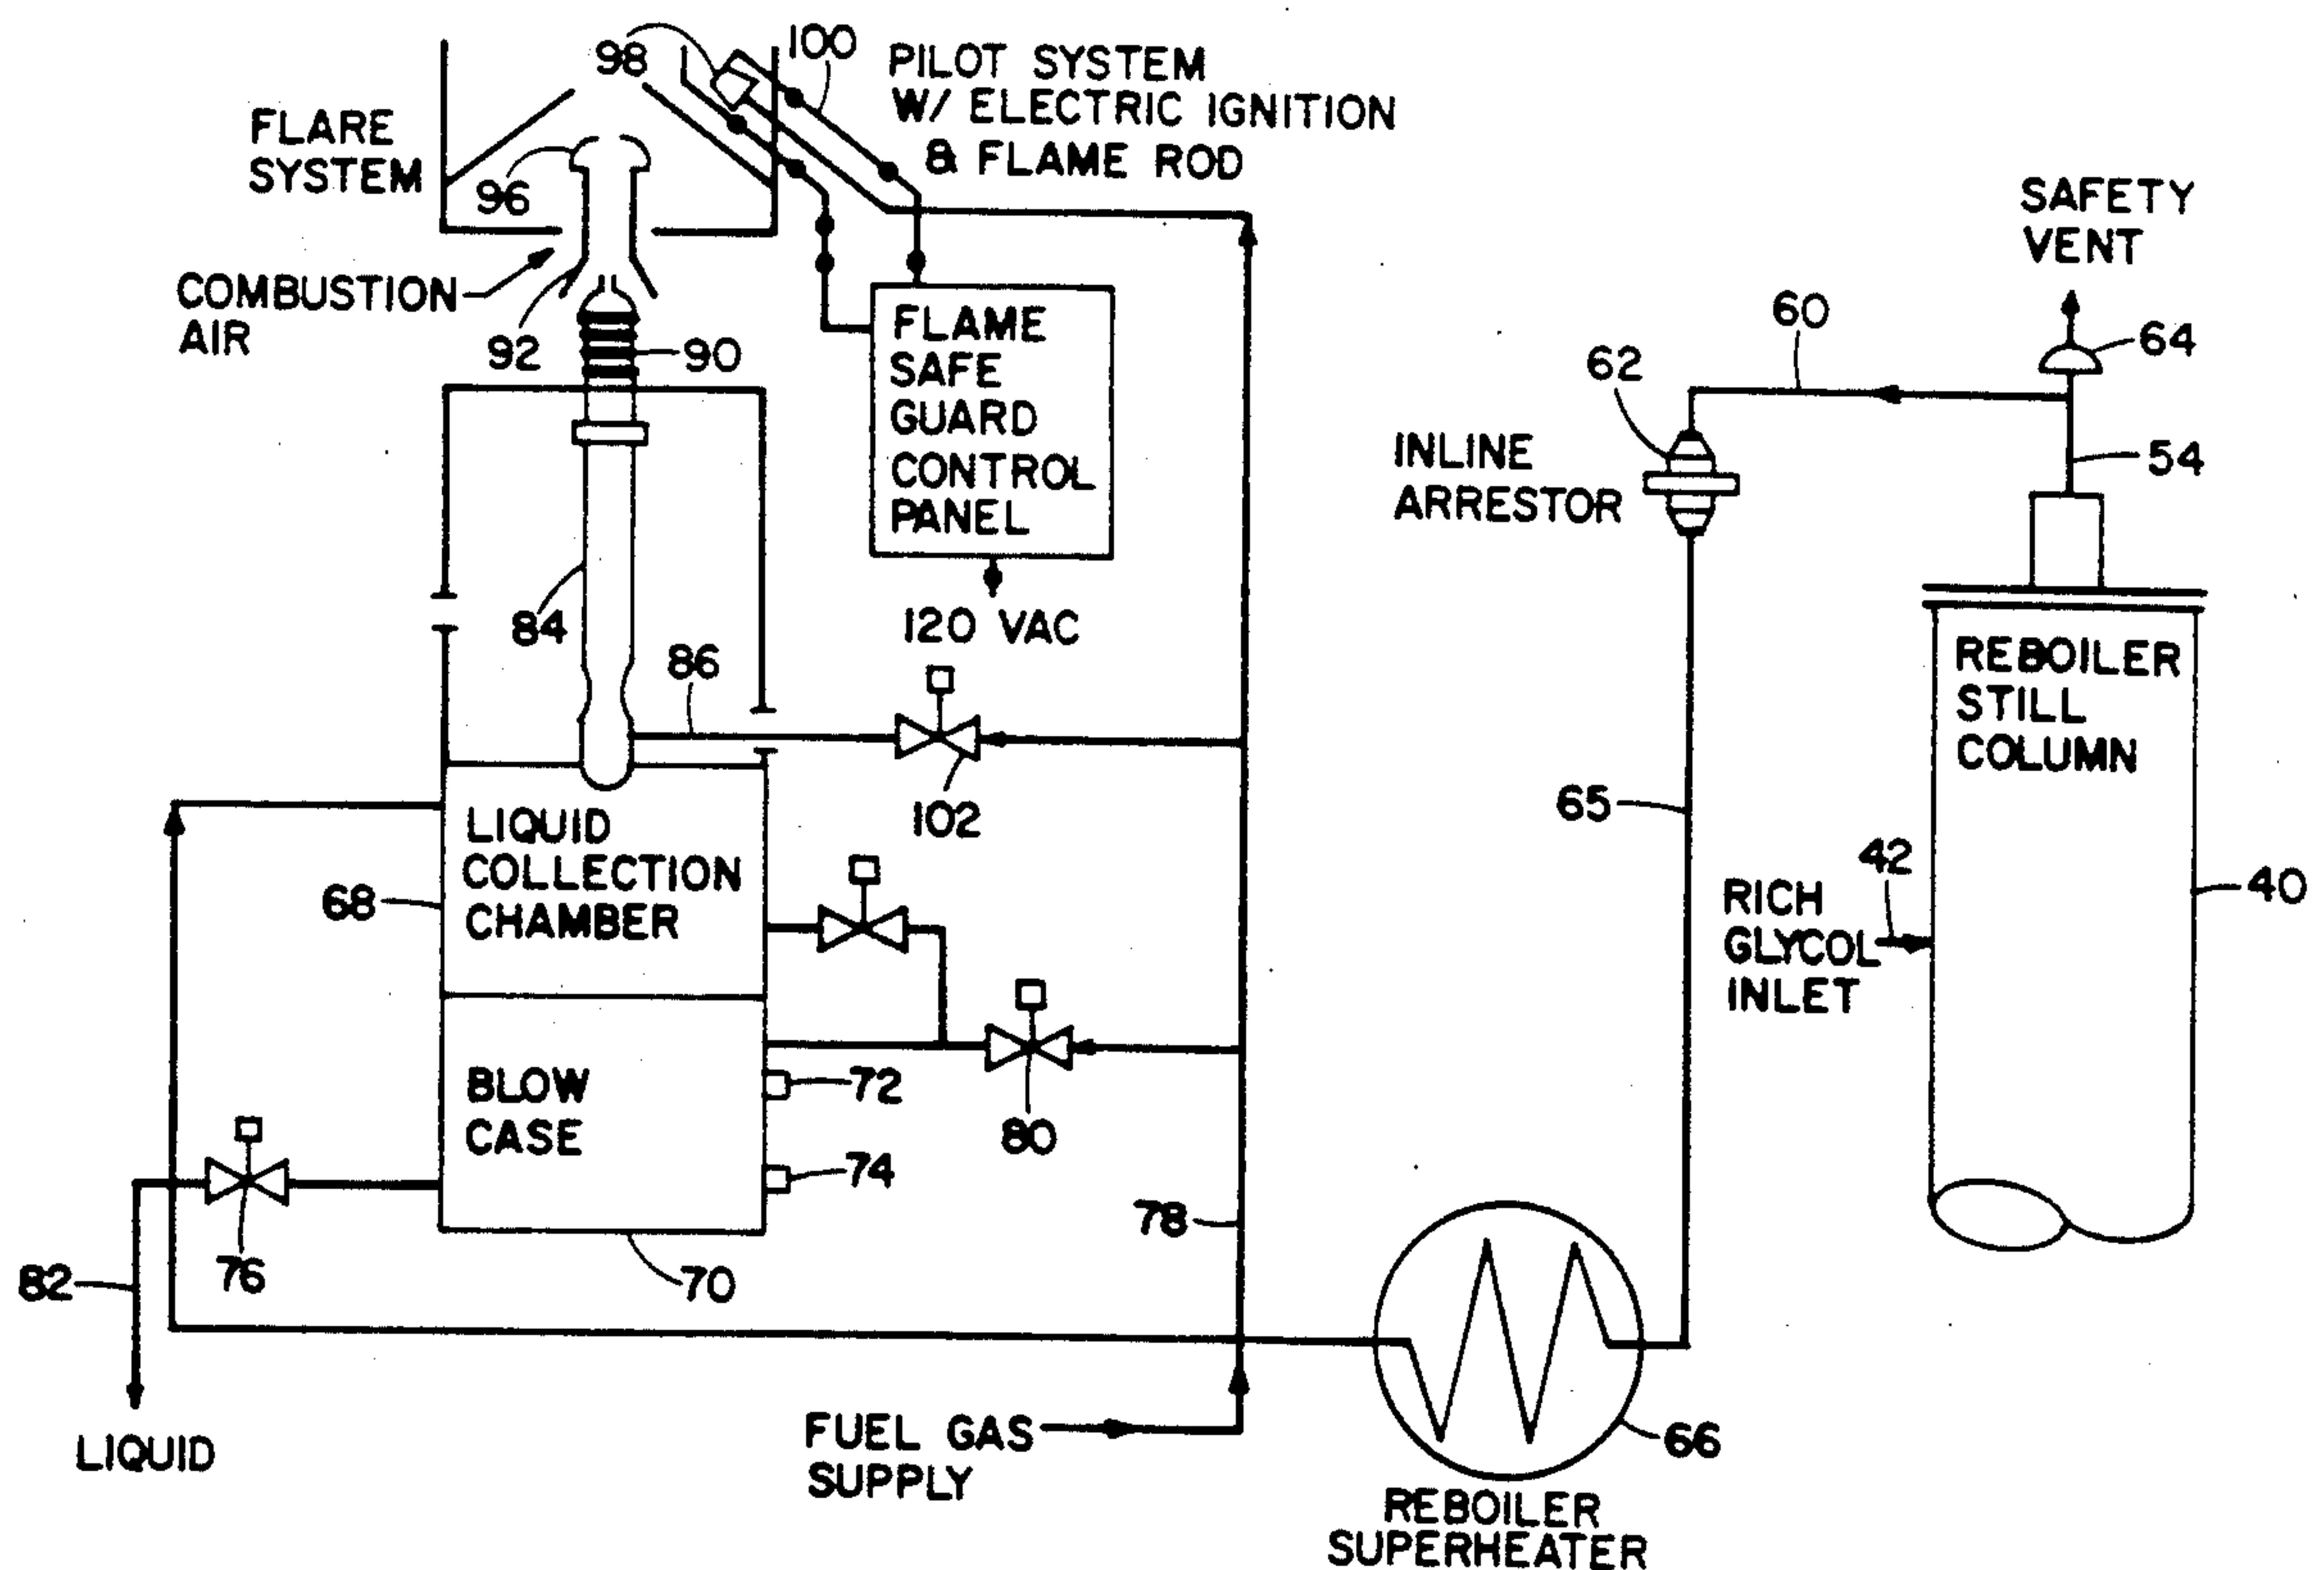 98
100
PILOT SYSTEM
W/ ELECTRIC IGNITION
& FLAME ROD
FLARE
SYSTEM
96
COMBUSTION
AIR
92
90
FLAME
SAFE
GUARD
CONTROL
PANEL
120 VAC
SAFETY
VENT
60
64
62
INLINE
ARRESTOR
54
84
86
102
REBOILER
STILL
COLUMN
65
42
RICH
GLYCOL
INLET
40
LIQUID
COLLECTION
CHAMBER
68
BLOW
CASE
72
74
80
76
70
78
82
LIQUID
FUEL GAS
SUPPLY
66
REBOILER
SUPERHEATER